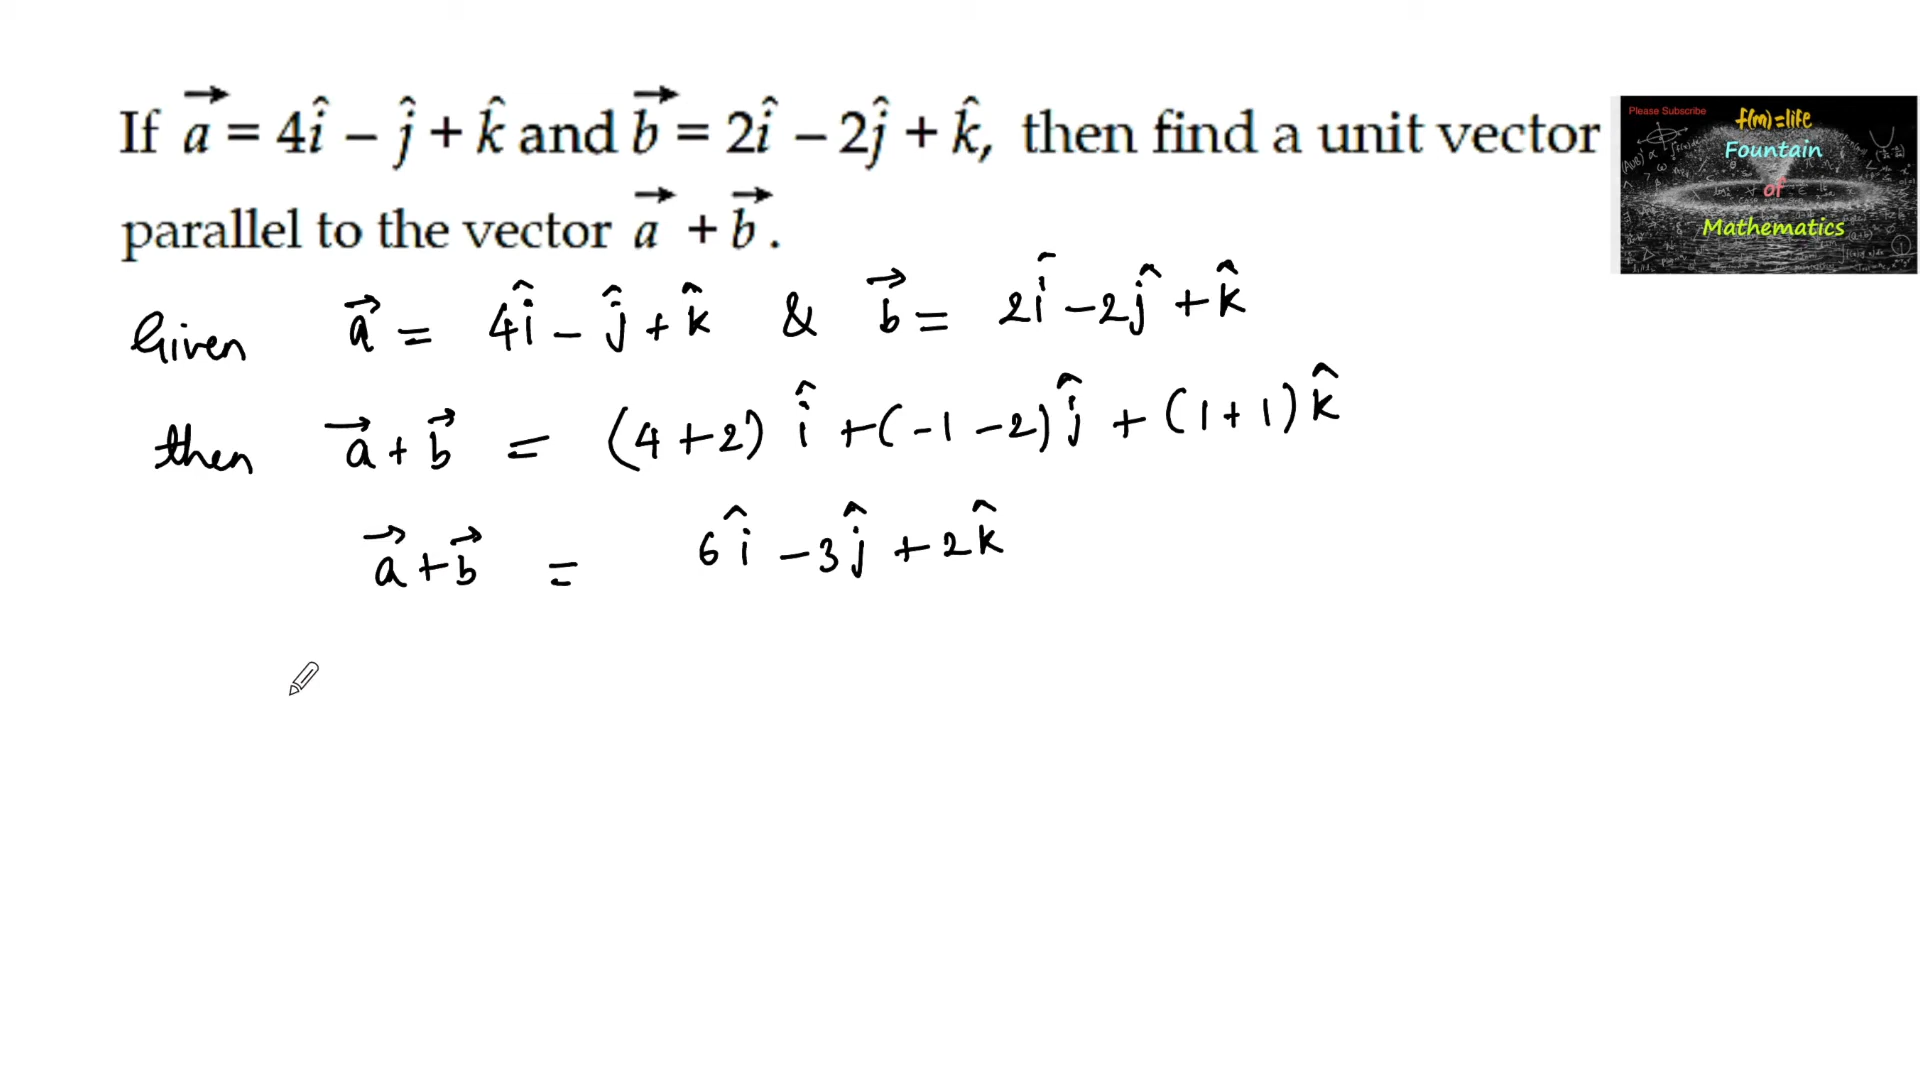 If a⃗ = 4î − ĵ + k̂ and b⃗ = 2î − 2ĵ + k̂, then find a unit vector
parallel to the vector a⃗ + b⃗.
Please Subscribe
f(m)=life
Fountain
of
Mathematics
Given a⃗ = 4î − ĵ + k̂ & b⃗ = 2î − 2ĵ + k̂
then a⃗ + b⃗ = (4+2) î + (-1-2) ĵ + (1+1) k̂
a⃗ + b⃗ = 6î − 3ĵ + 2k̂